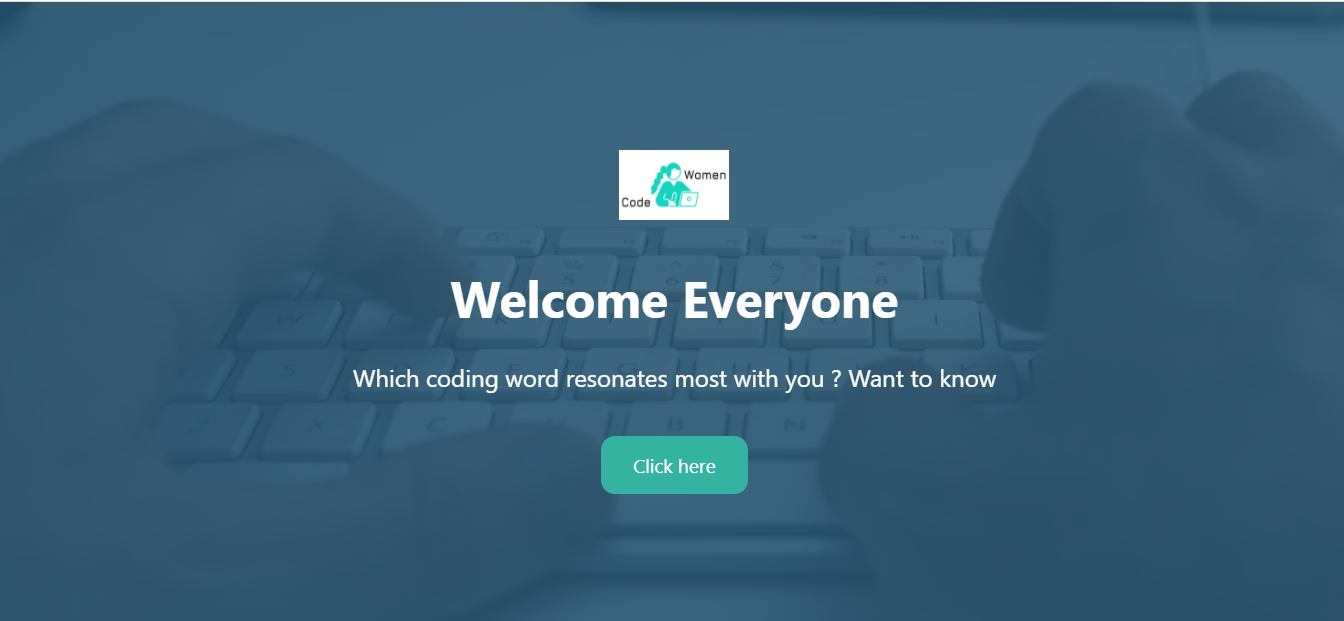 Women
Code
Welcome Everyone
Which coding word resonates most with you ? Want to know
Click here